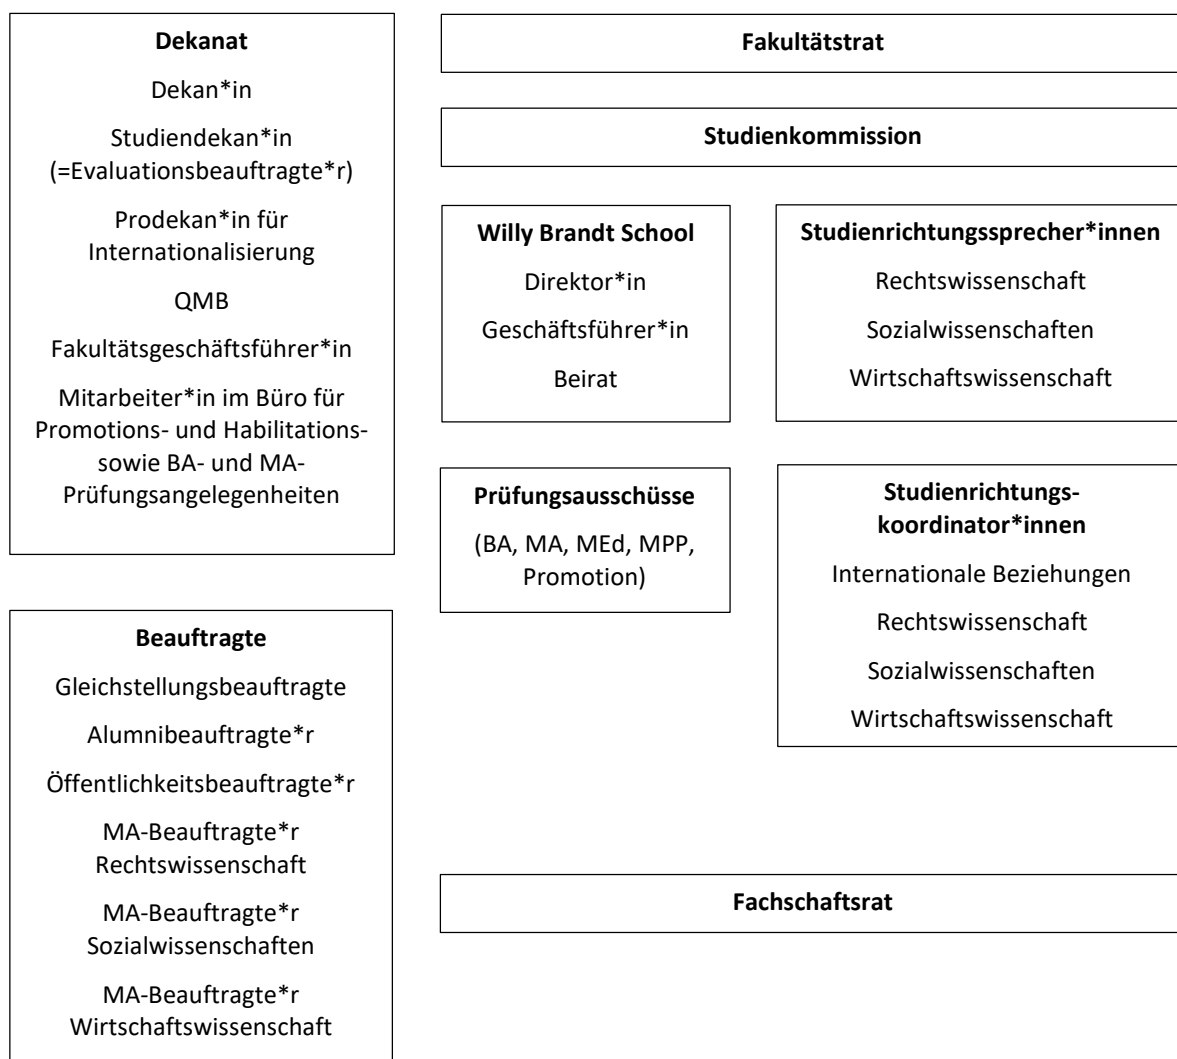 Dekanat
Dekan*in
Studiendekan*in
(=Evaluationsbeauftragte*r)
Prodekan*in für
Internationalisierung
QMB
Fakultätsgeschäftsführer*in
Mitarbeiter*in im Büro für
Promotions- und Habilitations-
sowie BA- und MA-
Prüfungsangelegenheiten
Beauftragte
Gleichstellungsbeauftragte
Alumnibeauftragte*r
Öffentlichkeitsbeauftragte*r
MA-Beauftragte*r
Rechtswissenschaft
MA-Beauftragte*r
Sozialwissenschaften
MA-Beauftragte*r
Wirtschaftswissenschaft
Fakultätstrat
Studienkommission
Willy Brandt School
Direktor*in
Geschäftsführer*in
Beirat
Studienrichtungssprecher*innen
Rechtswissenschaft
Sozialwissenschaften
Wirtschaftswissenschaft
Prüfungsausschüsse
(BA, MA, MEd, MPP,
Promotion)
Studienrichtungs-
koordinator*innen
Internationale Beziehungen
Rechtswissenschaft
Sozialwissenschaften
Wirtschaftswissenschaft
Fachschaftsrat